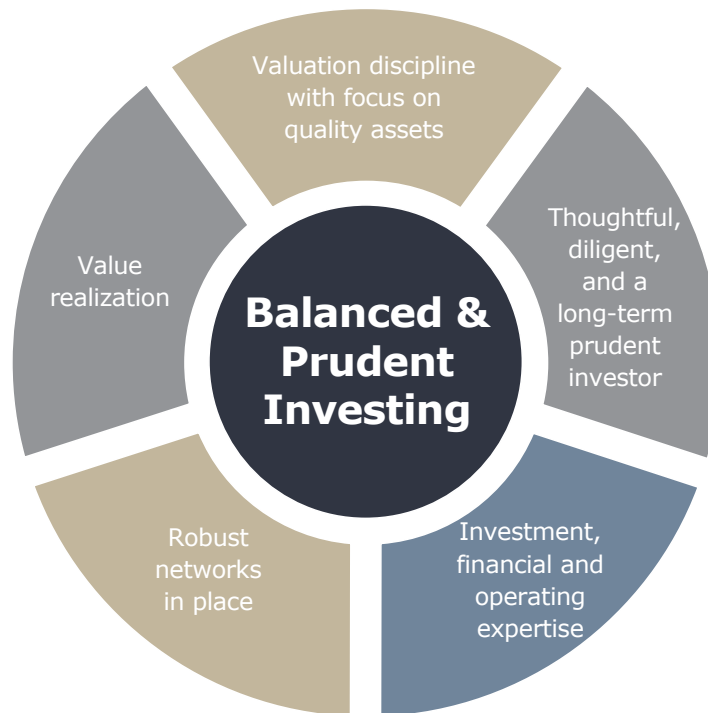 Valuation discipline
with focus on
quality assets
Thoughtful,
diligent,
and a
long-term
prudent
investor
Value
realization
Balanced &
Prudent
Investing
Investment,
financial and
operating
expertise
Robust
networks
in place